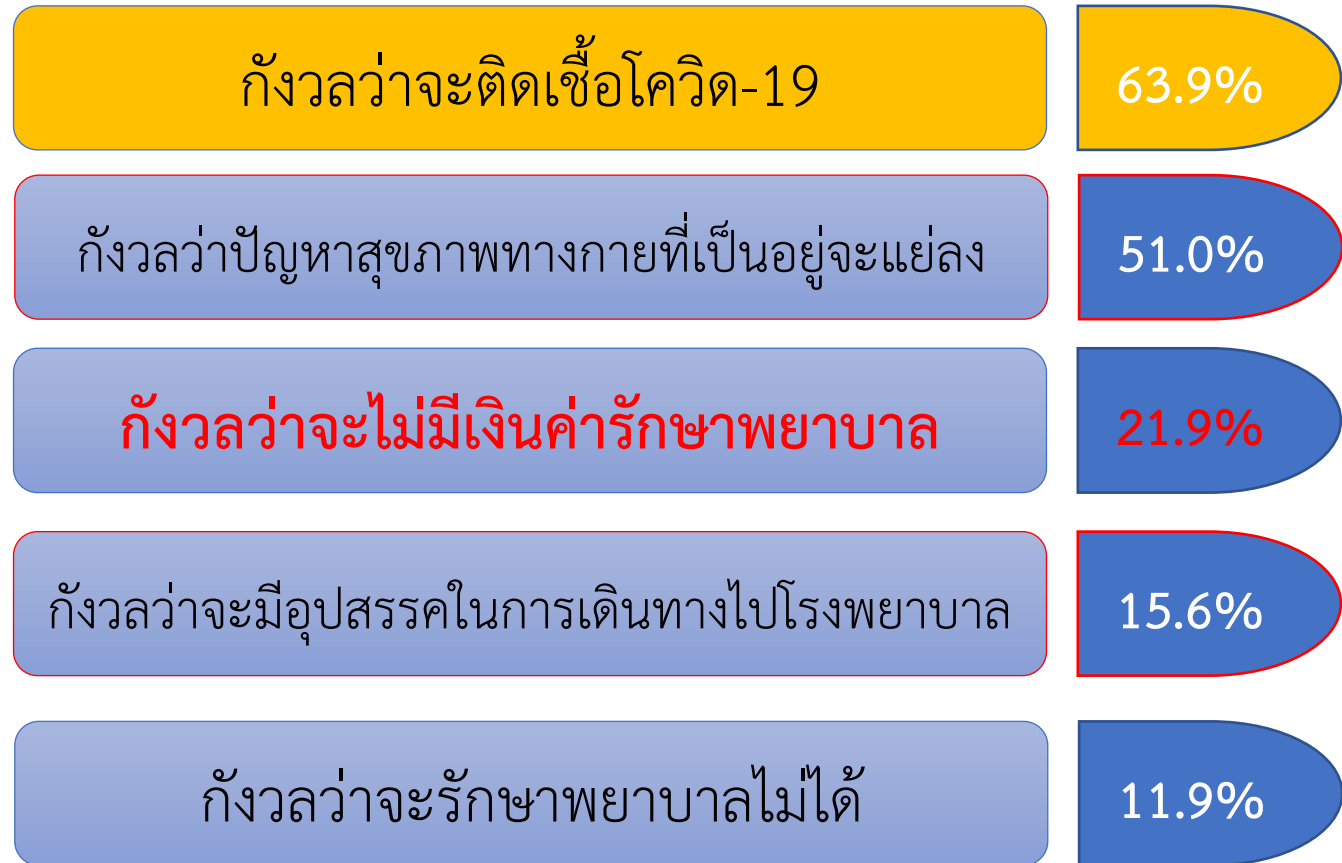 กังวลว่าจะติดเชื้อโควิด-19 63.9%
กังวลว่าปัญหาสุขภาพทางกายที่เป็นอยู่จะแย่ลง 51.0%
กังวลว่าจะไม่มีเงินค่ารักษาพยาบาล 21.9%
กังวลว่าจะมีอุปสรรคในการเดินทางไปโรงพยาบาล 15.6%
กังวลว่าจะรักษาพยาบาลไม่ได้ 11.9%